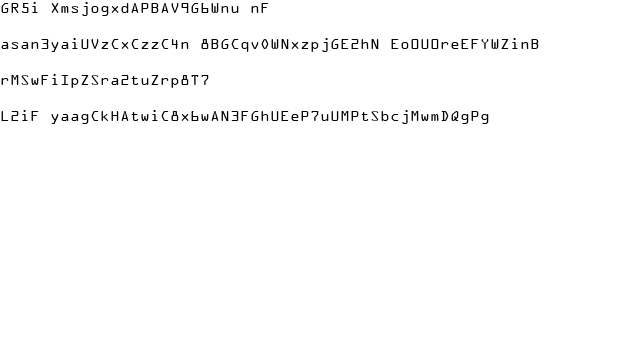 GR5i XmsjogxdAPBAV9G6Wnu nF
asan3yaiUVzCxCzzC4n 8BGCqv0WNxzpjGE2hN EoOUOreEFYWZinB
rMSwFiIpZSra2tuZrp8T7
L2iF yaagCkHAtwiC8x6wAN3FGhUEeP7uUMPtSbcjMwmDQgPg